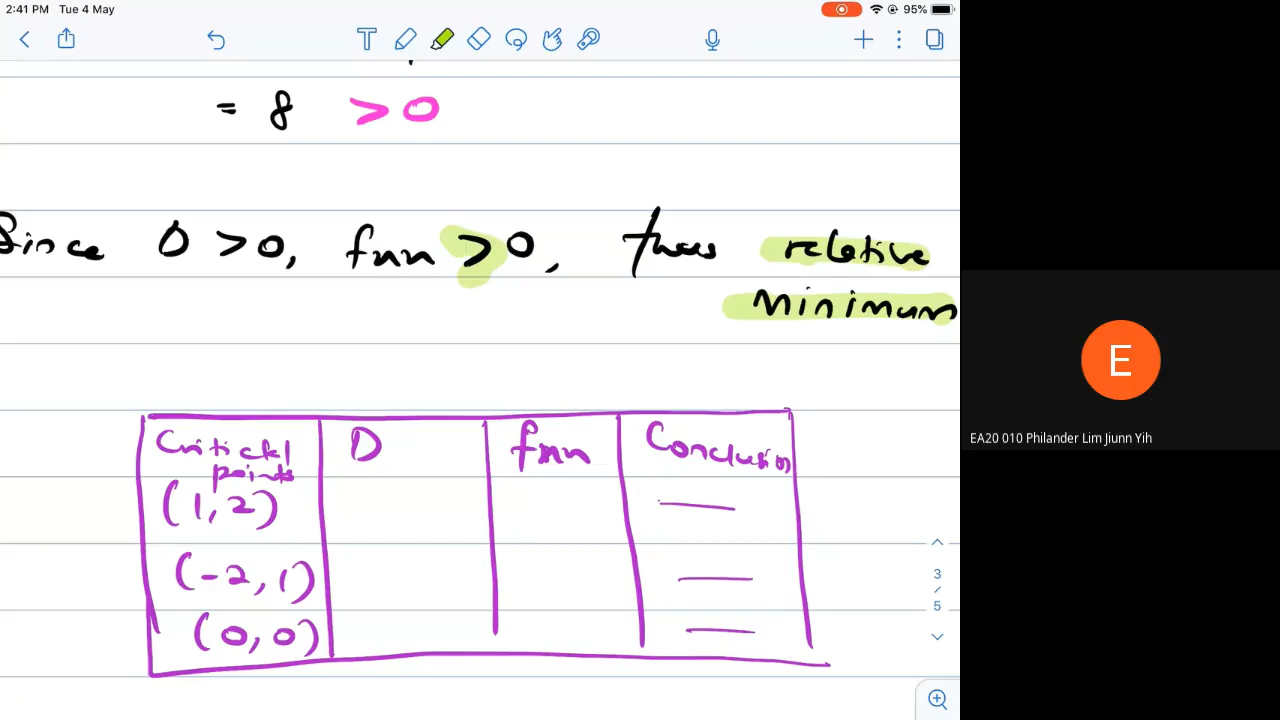 2:41 PM Tue 4 May
95%
= 8 > 0
Since D > 0, fxx > 0, thus relative
minimum
Critical points D fxx Conclusion
(1, 2)
(-2, 1)
(0, 0)
3
/
5
E
EA20 010 Philander Lim Jiunn Yih